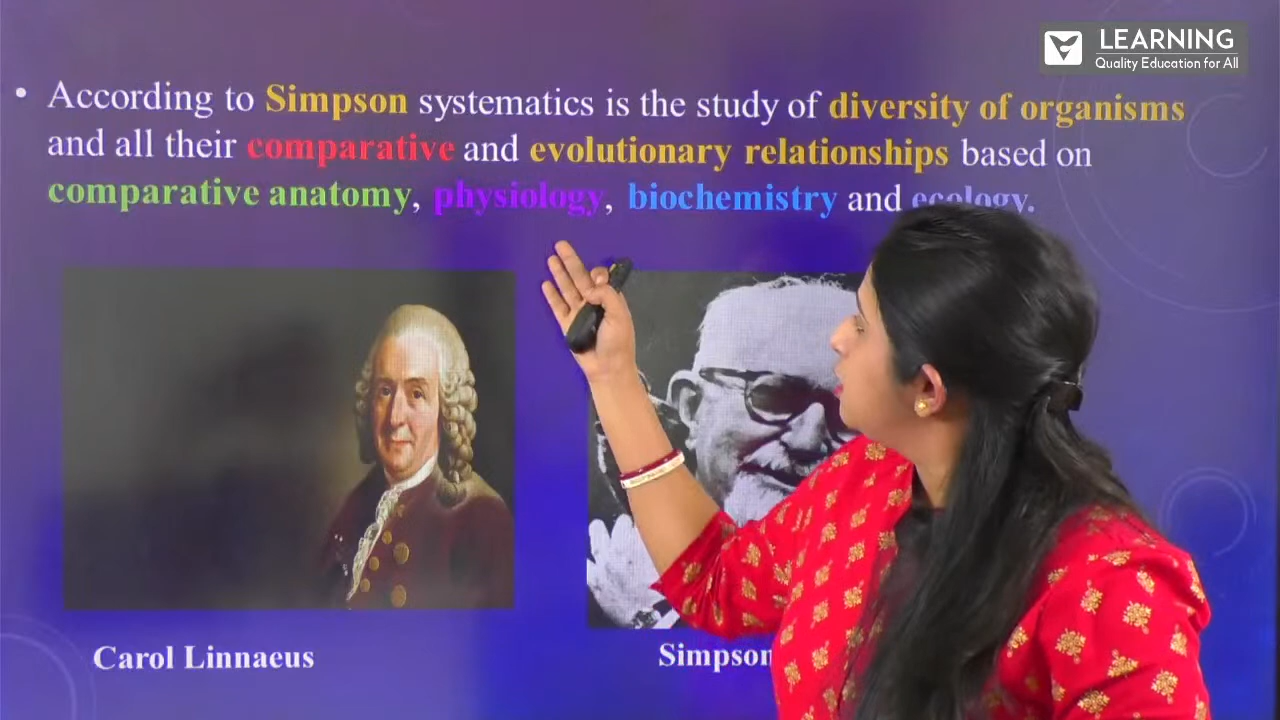 LEARNING
Quality Education for All
• According to Simpson systematics is the study of diversity of organisms
and all their comparative and evolutionary relationships based on
comparative anatomy, physiology, biochemistry and ecology.
Carol Linnaeus
Simpson